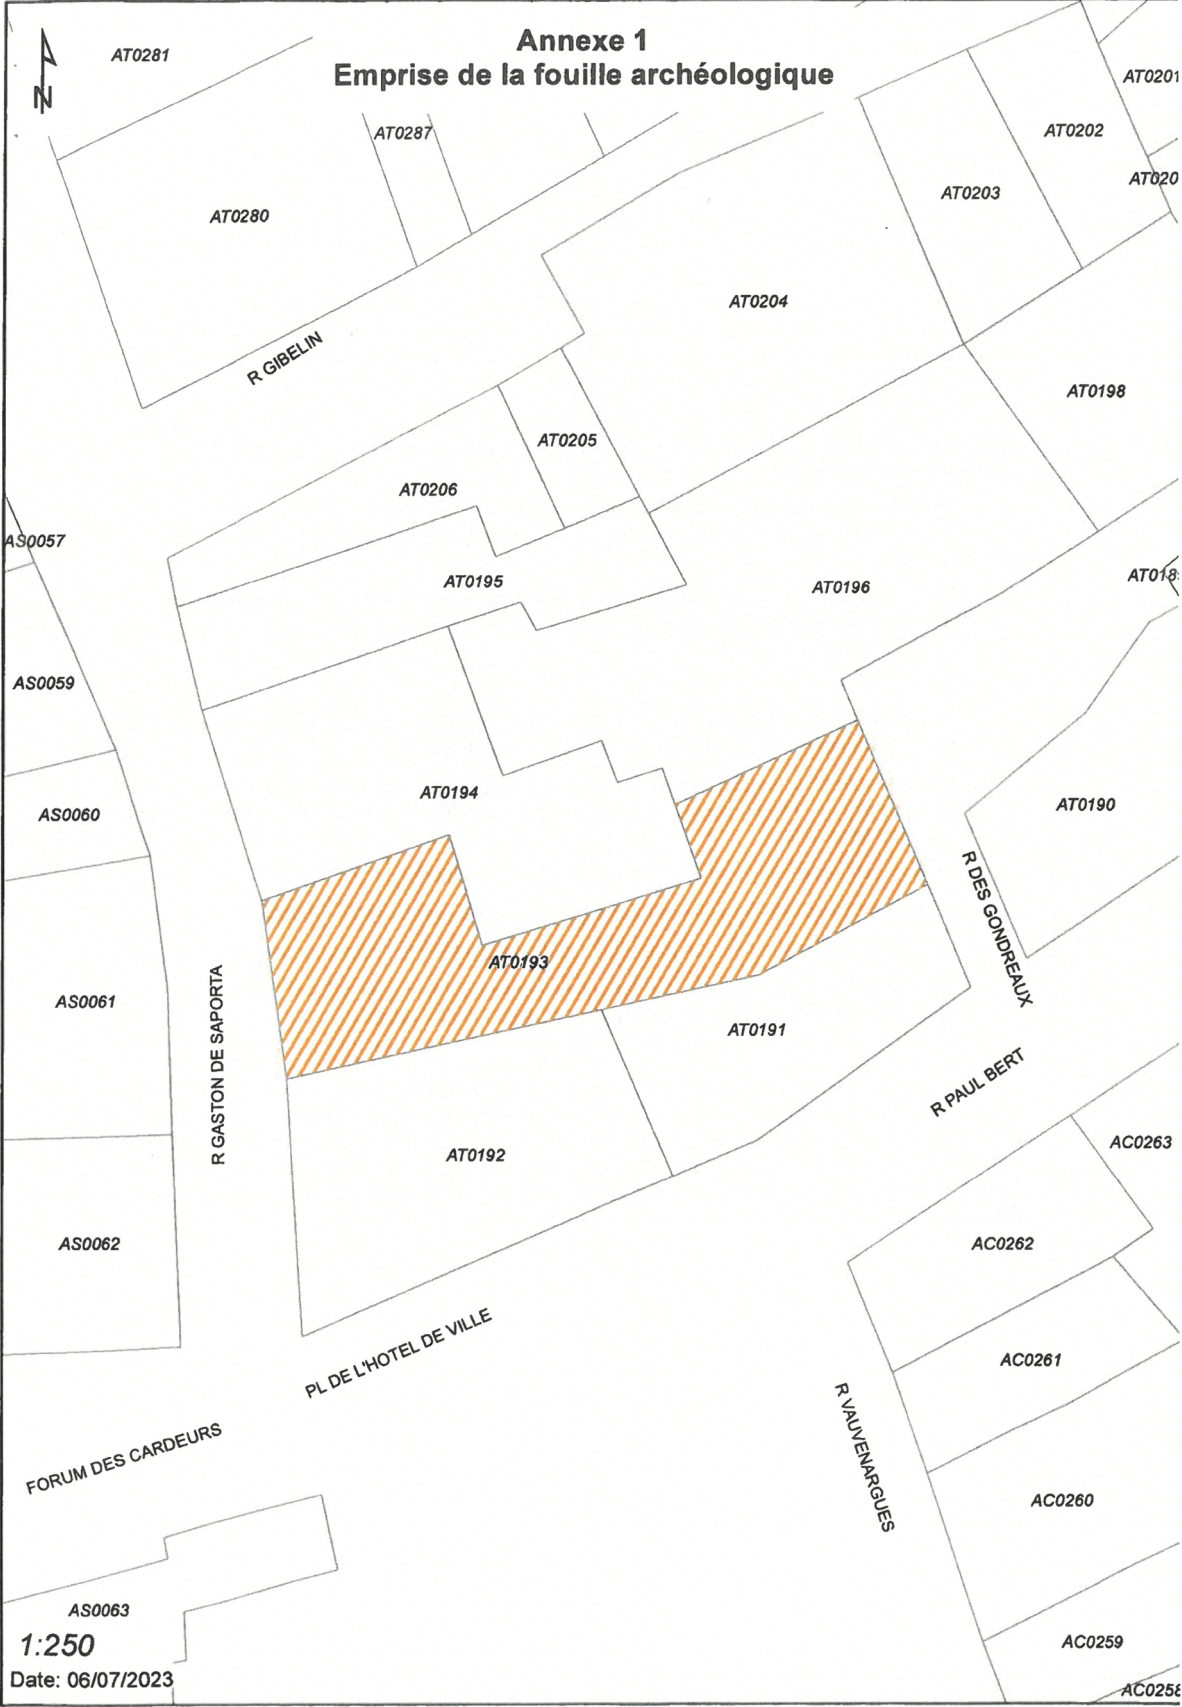 Annexe 1
Emprise de la fouille archéologique
N
AT0281
AT0201
AT0287
AT0202
AT0203
AT0280
AT0204
R GIBELIN
AT0198
AT0205
AT0206
AS0057
AT0195
AT0196
AS0059
AT0194
AS0060
AT0190
R DES GONDREAUX
AT0193
AS0061
R GASTON DE SAPORTA
AT0191
R PAUL BERT
AT0192
AC0263
AS0062
AC0262
PL DE L'HOTEL DE VILLE
AC0261
R VAUVENARGUES
FORUM DES CARDEURS
AC0260
AS0063
1:250
AC0259
Date: 06/07/2023
AC0258